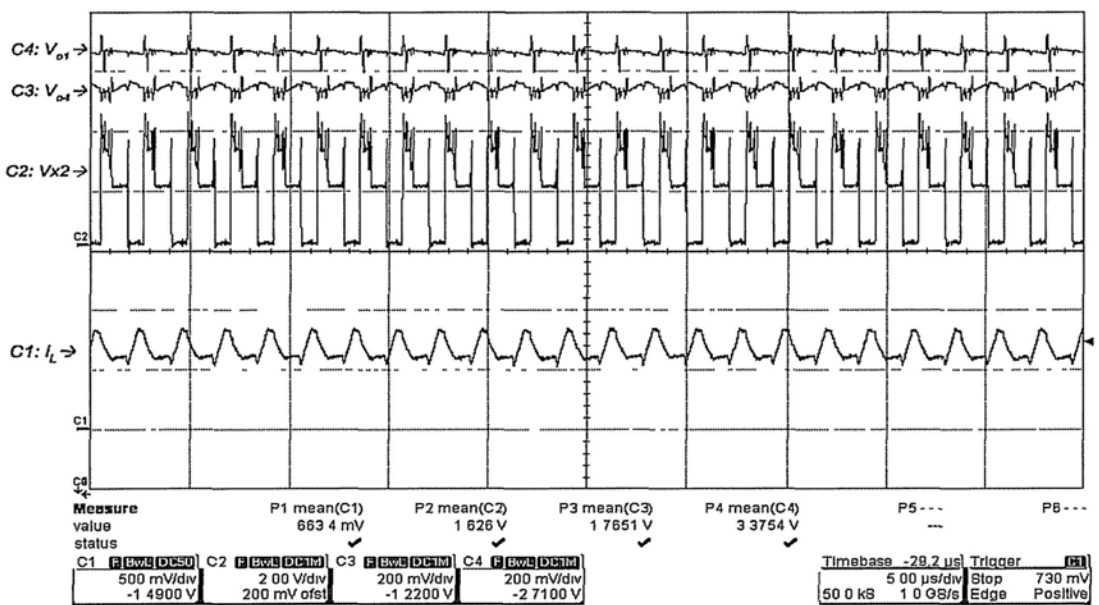 C4: Vo1→
C3: Vo4→
C2: Vx2→
C2
C1: iL→
C1
Measure P1 mean(C1) P2 mean(C2) P3 mean(C3) P4 mean(C4) P5 - - - P6 - - -
value 663 4 mV 1 626 V 1 7651 V 3 3754 V ---
status ✔ ✔ ✔ ✔
C1 F BwL DC50 C2 F BwL DC1M C3 F BwL DC1M C4 F BwL DC1M Timebase -29.2 µs Trigger C1
500 mV/div 2 00 V/div 200 mV/div 200 mV/div 5 00 µs/div Stop 730 mV
-1 4900 V 200 mV ofst -1 2200 V -2 7100 V 50 0 kS 1 0 GS/s Edge Positive